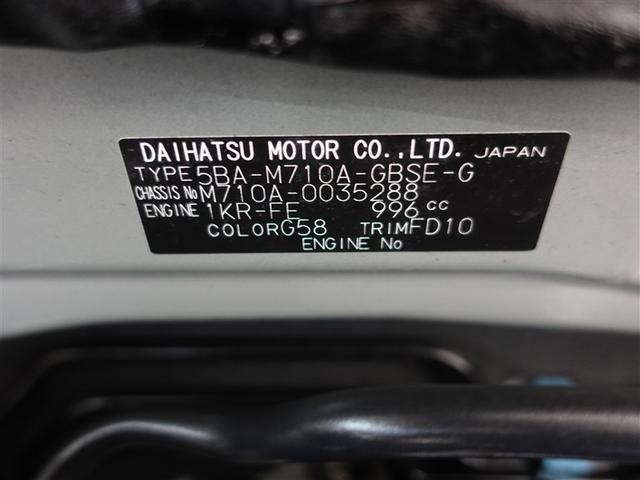 DAIHATSU MOTOR CO.,LTD. JAPAN
TYPE 5BA-M710A-GBSE-G
CHASSIS No M710A-0035288
ENGINE 1KR-FE 996 cc
COLOR G58 TRIM FD10
ENGINE No